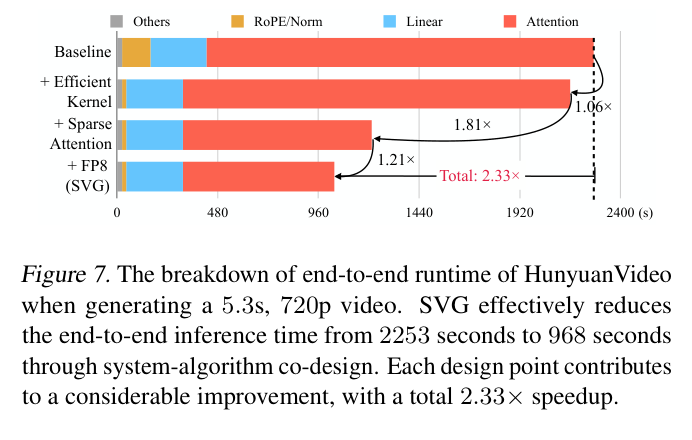 Others RoPE/Norm Linear Attention
Baseline
+ Efficient
Kernel
1.06×
+ Sparse
Attention
1.81×
+ FP8
(SVG)
1.21×
Total: 2.33×
0 480 960 1440 1920 2400 (s)
Figure 7. The breakdown of end-to-end runtime of HunyuanVideo
when generating a 5.3s, 720p video. SVG effectively reduces
the end-to-end inference time from 2253 seconds to 968 seconds
through system-algorithm co-design. Each design point contributes
to a considerable improvement, with a total 2.33× speedup.